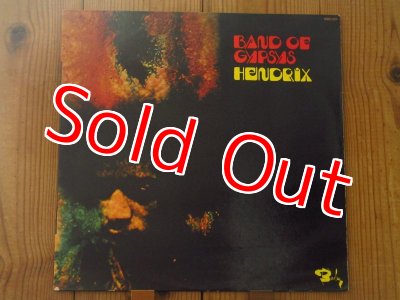 BAND OF
GYPSYS
HENDRIX
Sold Out